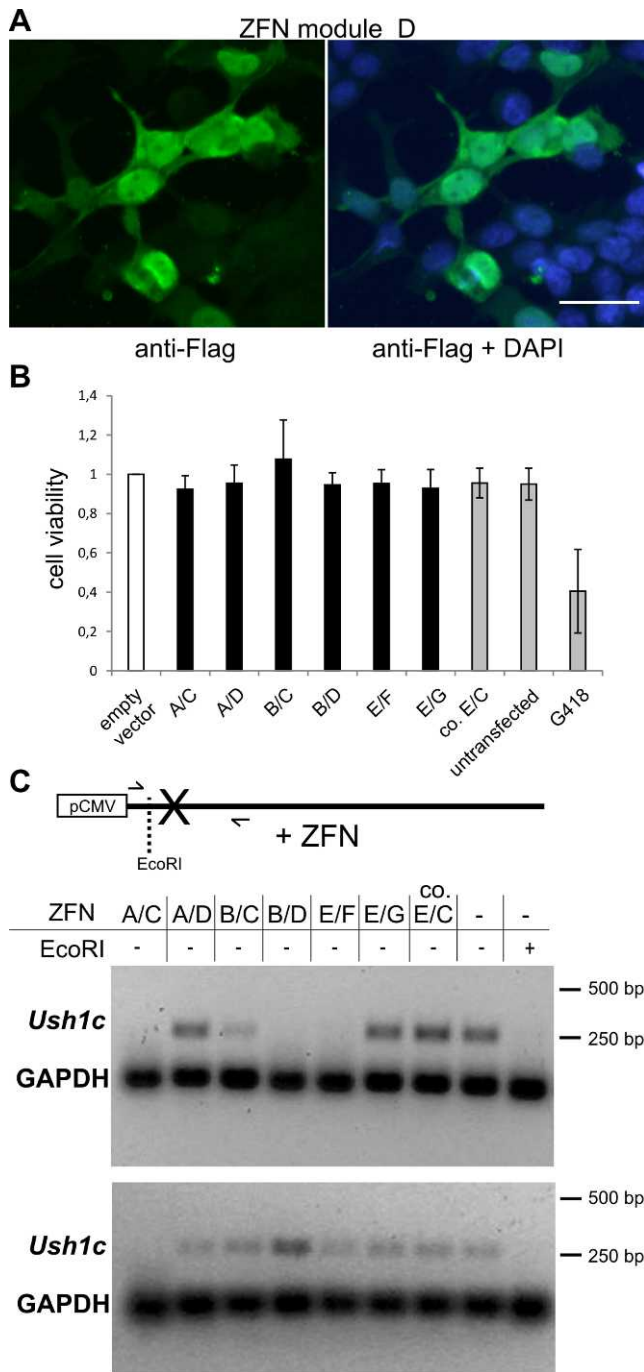 A
ZFN module D
anti-Flag
anti-Flag + DAPI
B
cell viability
1,4
1,2
1
0,8
0,6
0,4
0,2
0
empty vector
A/C
A/D
B/C
B/D
E/F
E/G
co. E/C
untransfected
G418
C
pCMV
EcoRI
+ ZFN
co.
ZFN A/C A/D B/C B/D E/F E/G E/C - -
EcoRI - - - - - - - - +
500 bp
Ush1c
250 bp
GAPDH
500 bp
Ush1c
250 bp
GAPDH